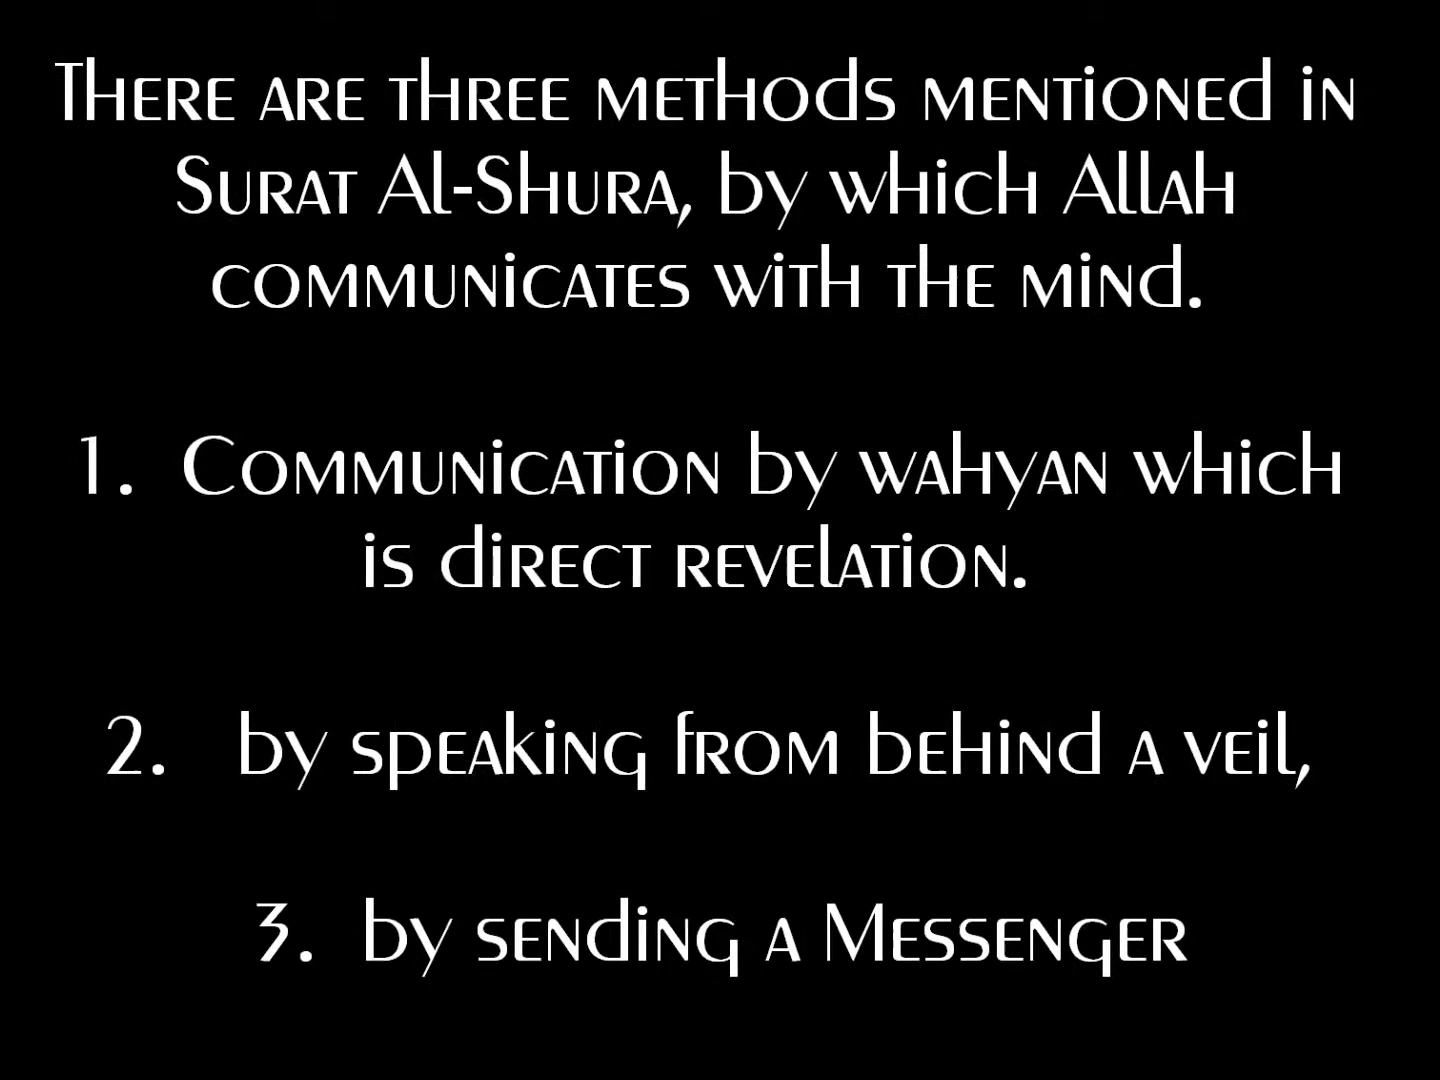 There are three methods mentioned in
Surat Al-Shura, by which Allah
communicates with the mind.
1. Communication by wahyan which
is direct revelation.
2. by speaking from behind a veil,
3. by sending a Messenger